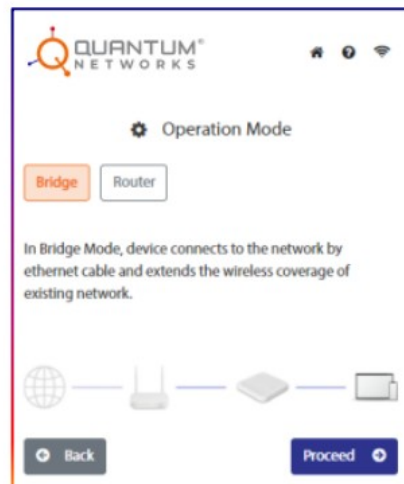 QUANTUM®
NETWORKS
Operation Mode
Bridge
Router
In Bridge Mode, device connects to the network by
ethernet cable and extends the wireless coverage of
existing network.
Back
Proceed